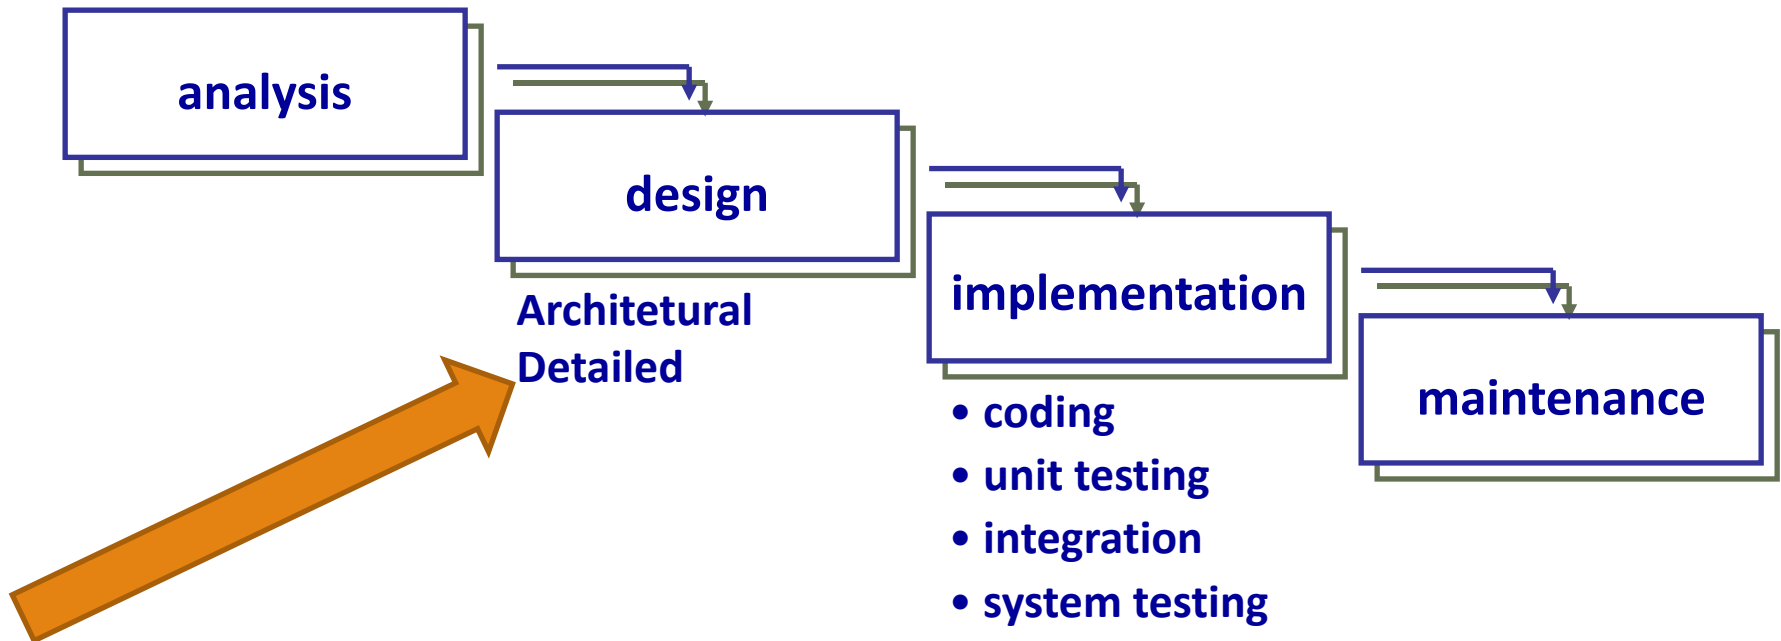 analysis
design
Architetural
Detailed
implementation
• coding
• unit testing
• integration
• system testing
maintenance